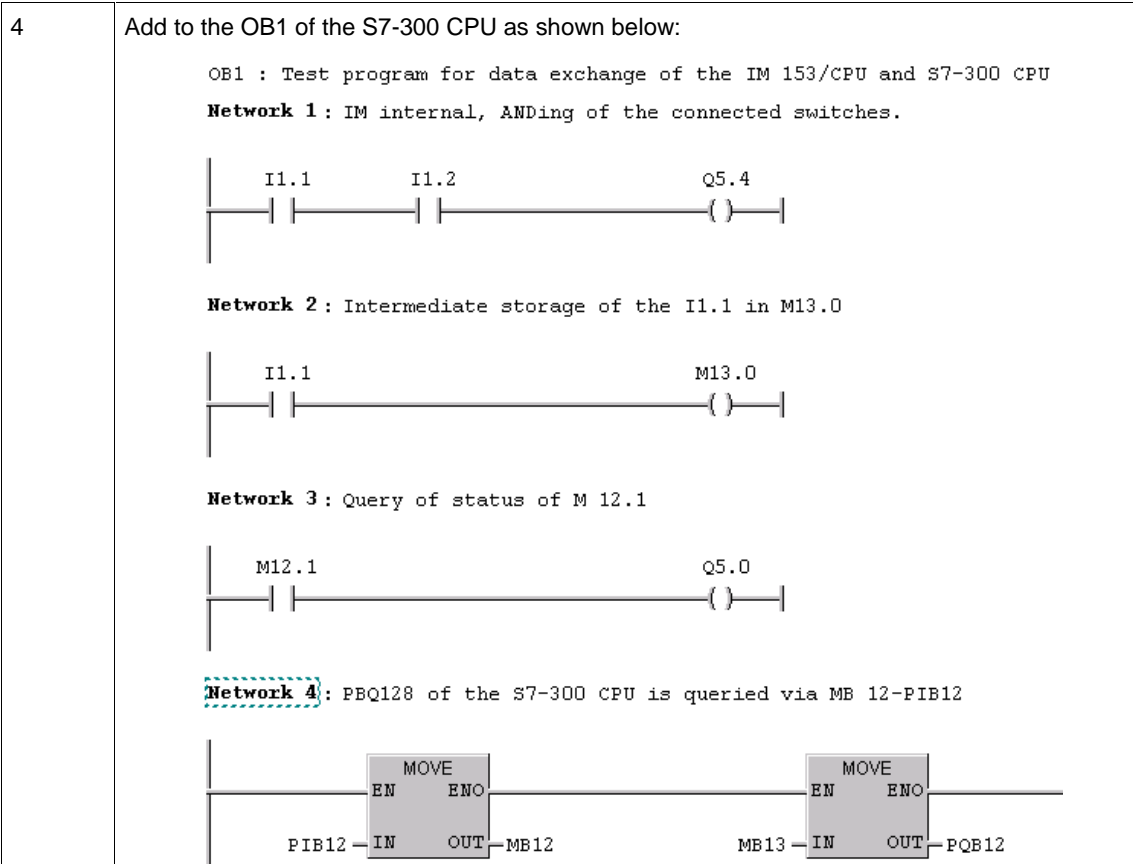 4
Add to the OB1 of the S7-300 CPU as shown below:
OB1 : Test program for data exchange of the IM 153/CPU and S7-300 CPU
Network 1 : IM internal, ANDing of the connected switches.
I1.1 I1.2 Q5.4
Network 2 : Intermediate storage of the I1.1 in M13.0
I1.1 M13.0
Network 3 : Query of status of M 12.1
M12.1 Q5.0
Network 4 : PBQ128 of the S7-300 CPU is queried via MB 12-PIB12
MOVE MOVE
EN ENO EN ENO
PIB12 IN OUT MB12 MB13 IN OUT PQB12